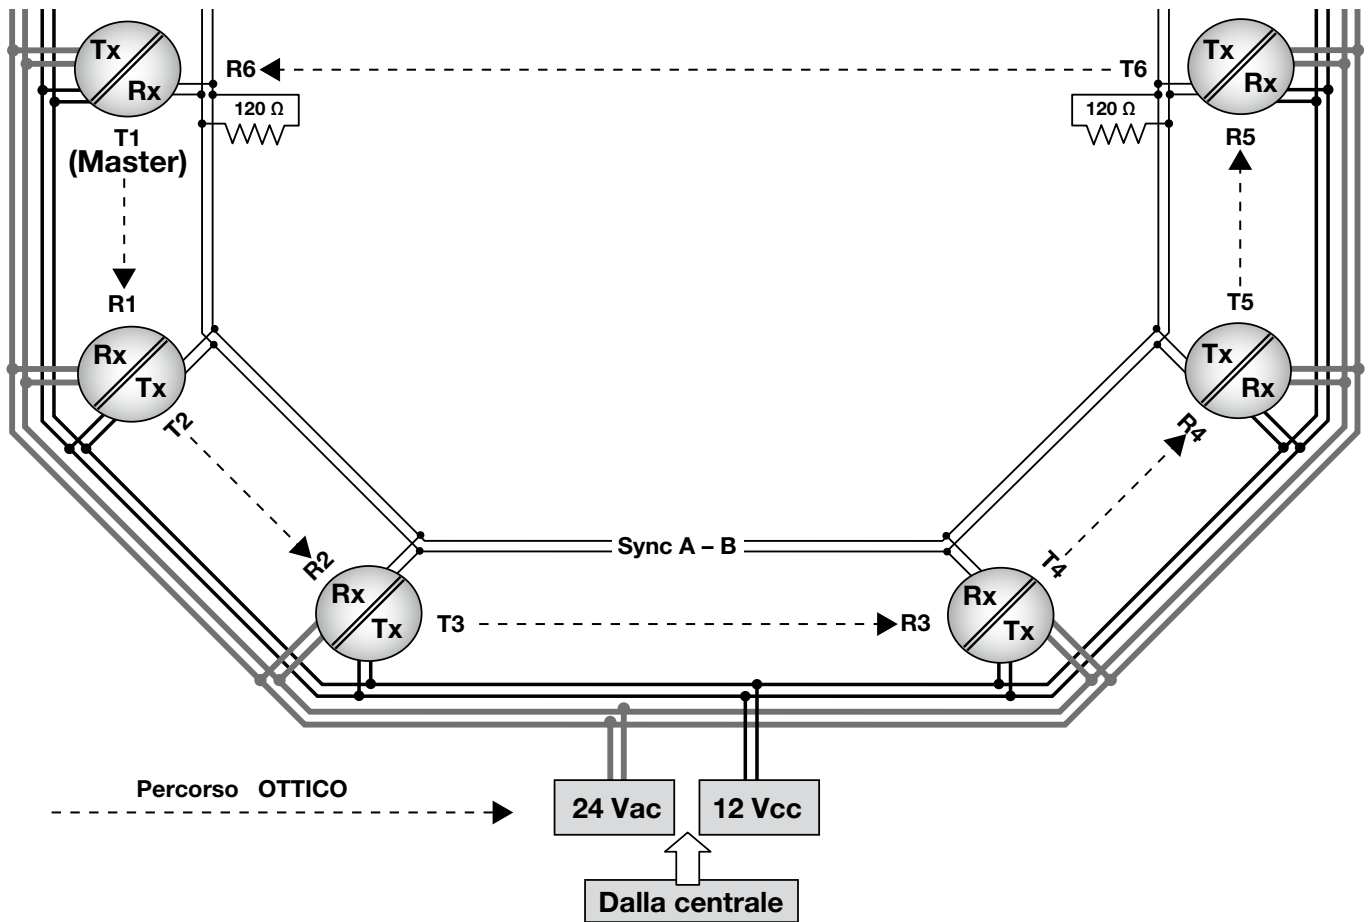 Tx
Rx
R6
T6
Tx
Rx
120 Ω
120 Ω
T1
(Master)
R5
R1
T5
Rx
Tx
Tx
Rx
T2
R4
Sync A – B
R2
T4
Rx
Tx
T3
R3
Rx
Tx
Percorso OTTICO
24 Vac
12 Vcc
Dalla centrale